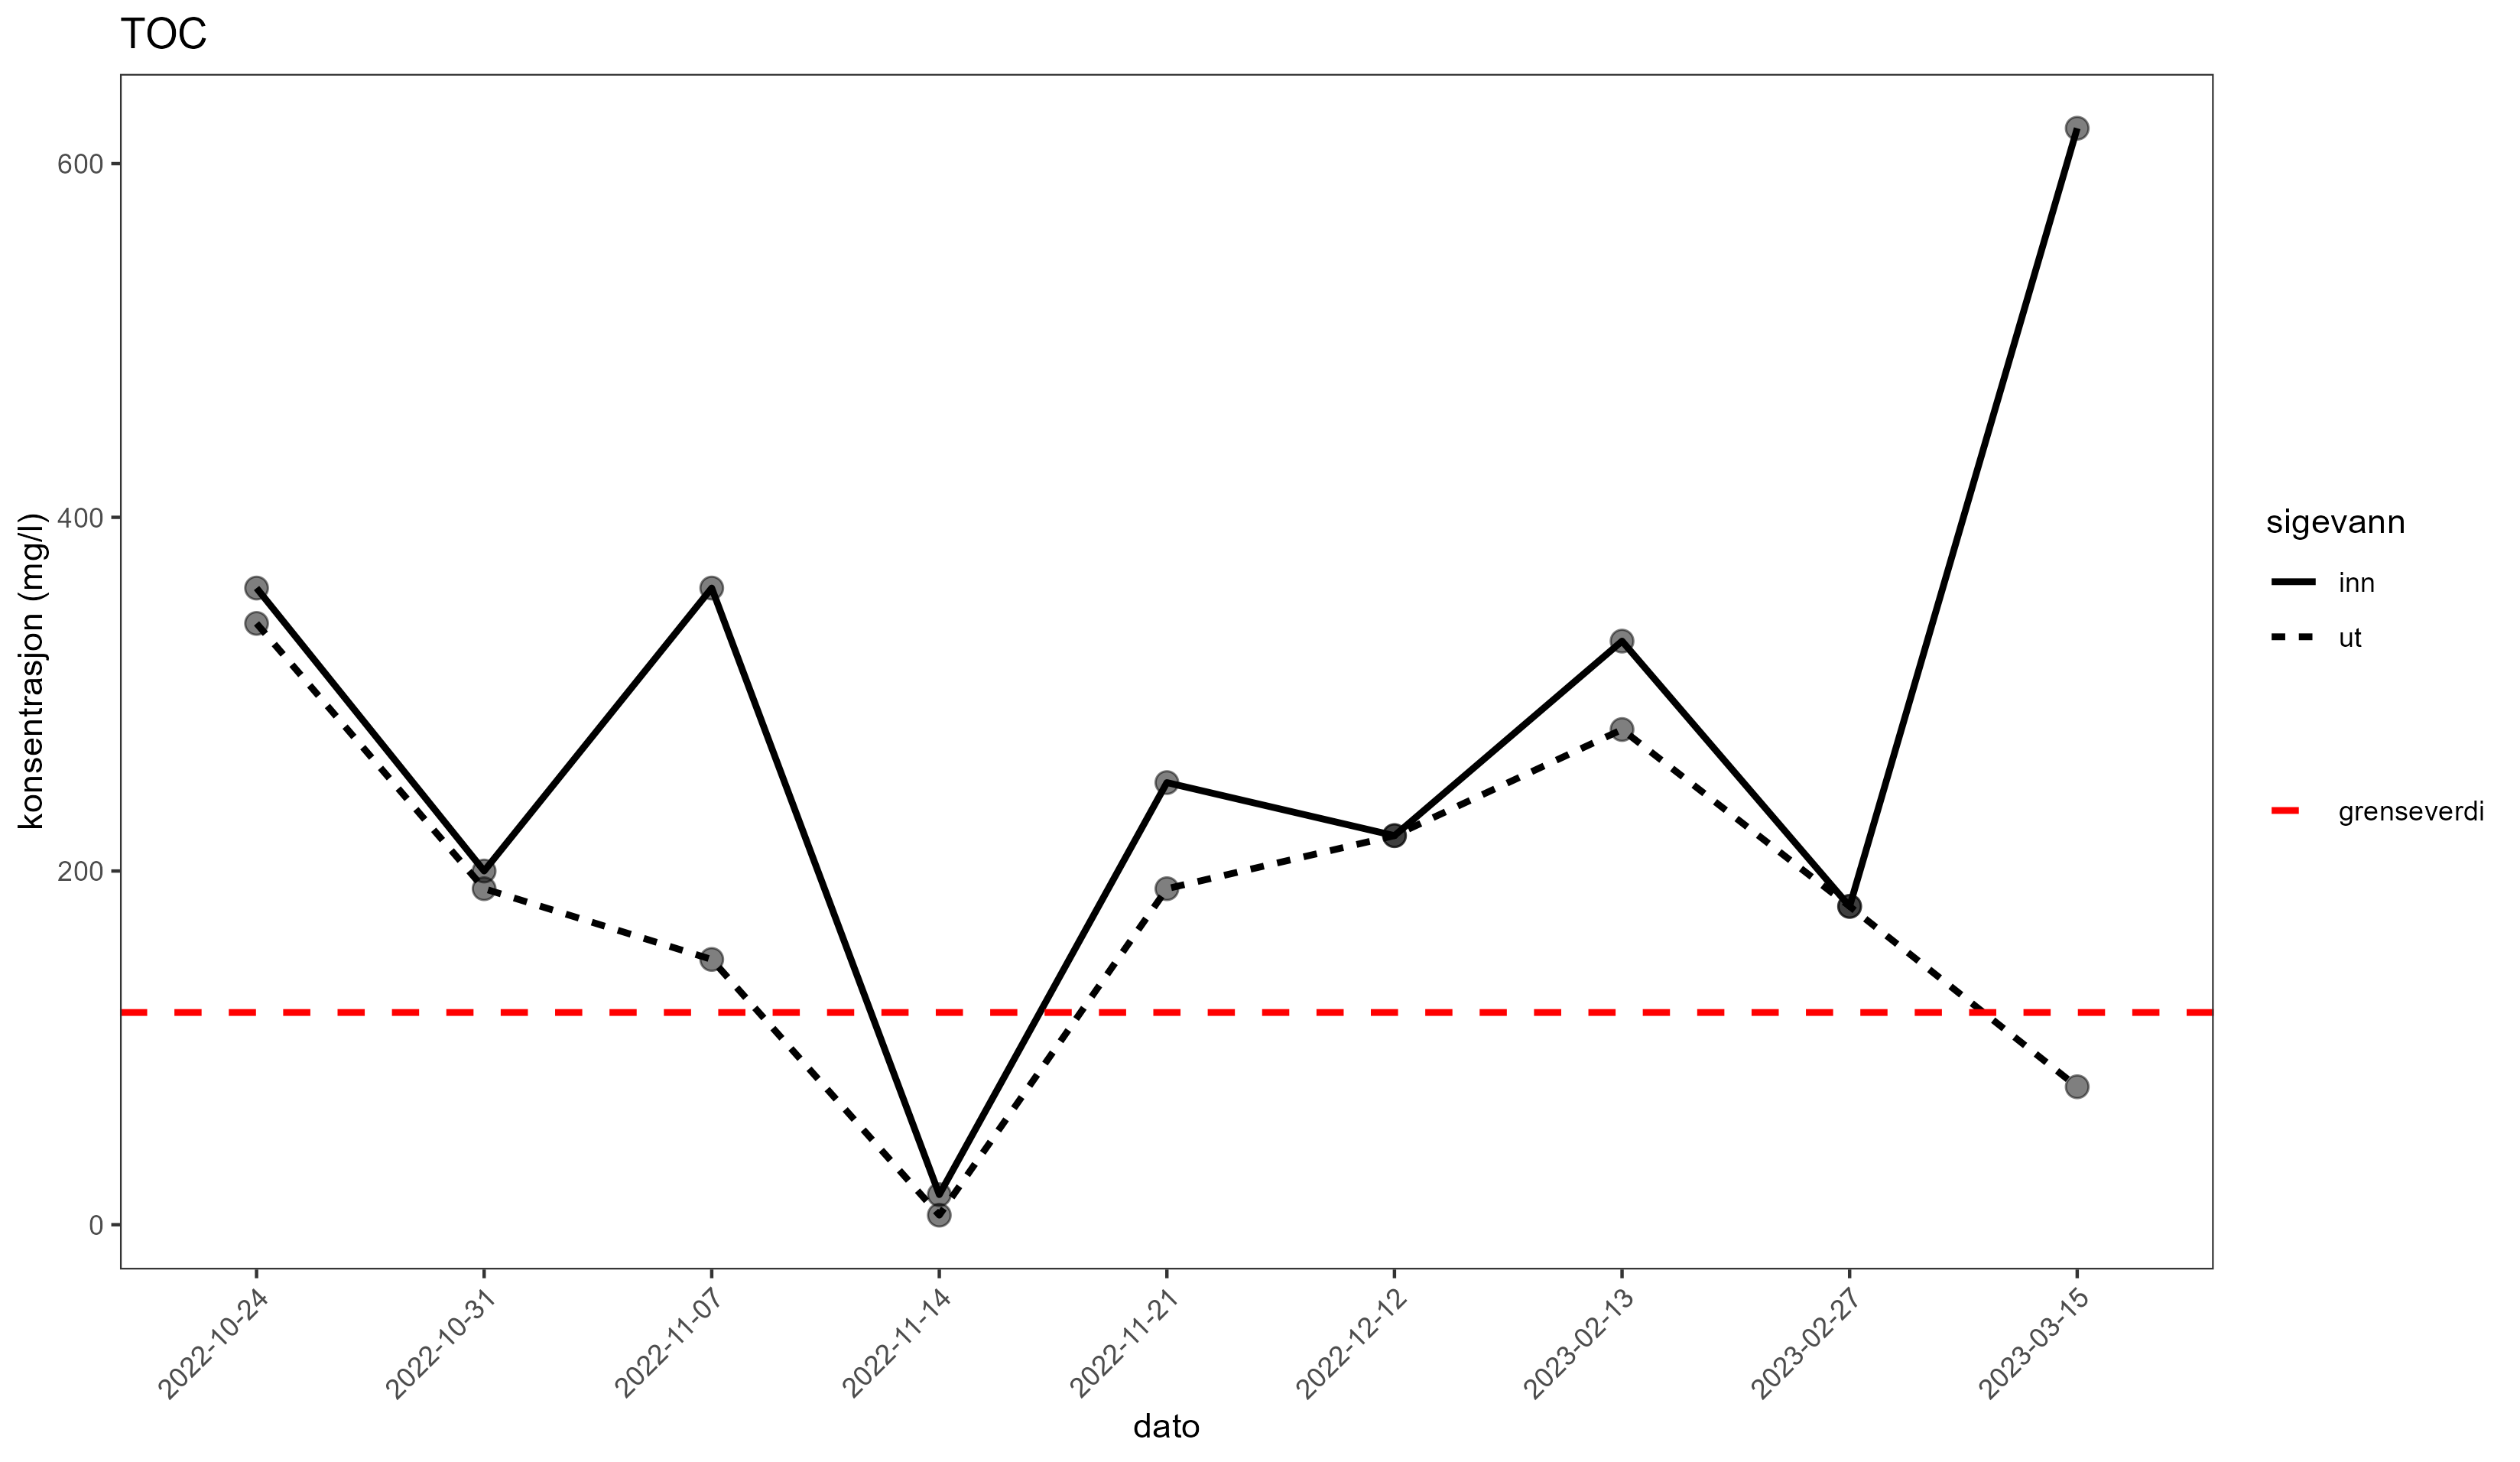 TOC
konsentrasjon (mg/l)
600
400
200
0
2022-10-24
2022-10-31
2022-11-07
2022-11-14
2022-11-21
2022-12-12
2023-02-13
2023-02-27
2023-03-15
dato
sigevann
inn
ut
grenseverdi